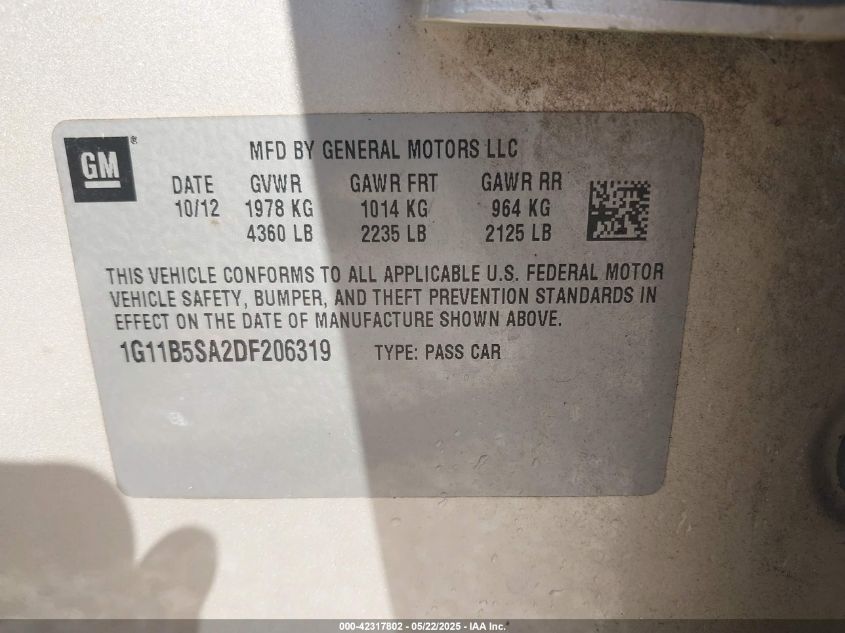 GM
MFD BY GENERAL MOTORS LLC
DATE GVWR GAWR FRT GAWR RR
10/12 1978 KG 1014 KG 964 KG
4360 LB 2235 LB 2125 LB
THIS VEHICLE CONFORMS TO ALL APPLICABLE U.S. FEDERAL MOTOR
VEHICLE SAFETY, BUMPER, AND THEFT PREVENTION STANDARDS IN
EFFECT ON THE DATE OF MANUFACTURE SHOWN ABOVE.
1G11B5SA2DF206319 TYPE: PASS CAR
000-42317802 - 05/22/2025 - IAA Inc.